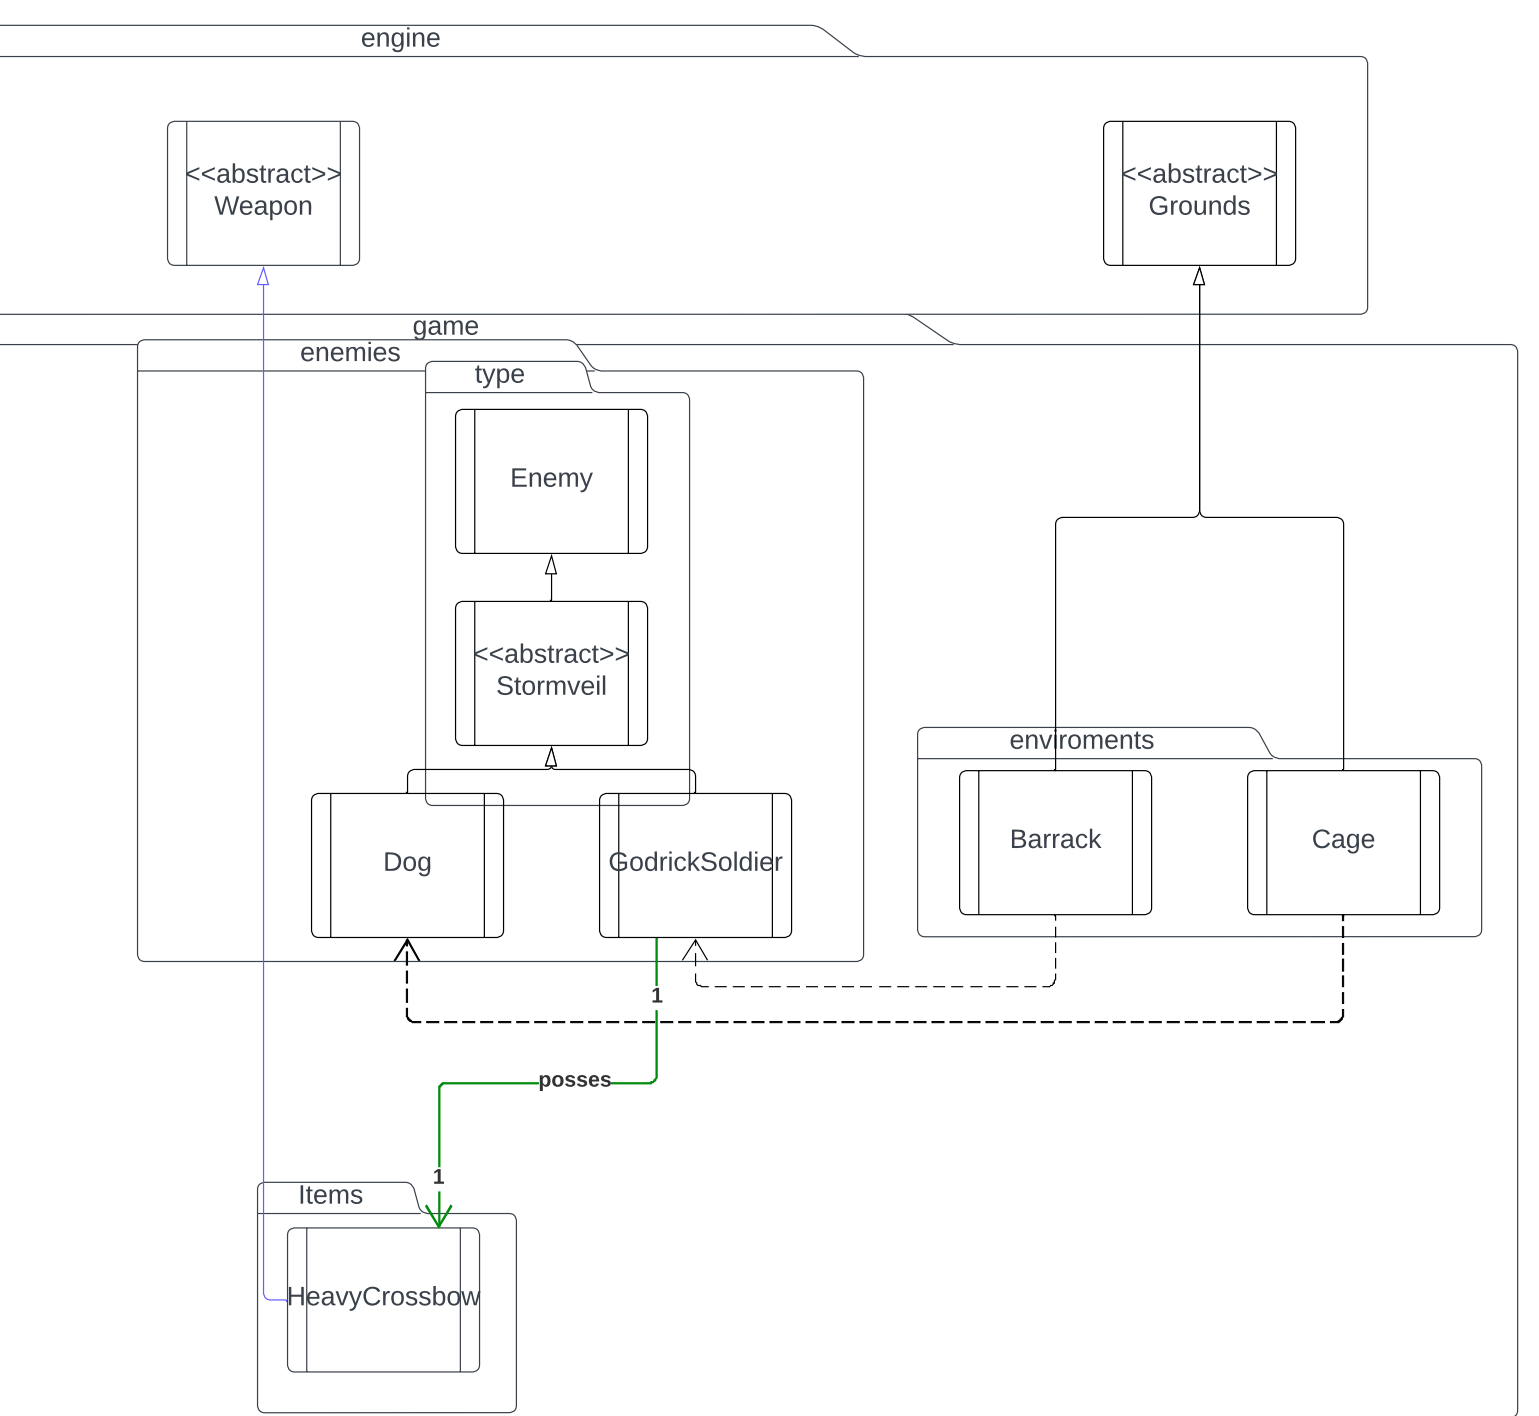 engine
<<abstract>>
Weapon
<<abstract>>
Grounds
game
enemies
type
Enemy
<<abstract>>
Stormveil
enviroments
Dog
GodrickSoldier
Barrack
Cage
1
posses
1
Items
HeavyCrossbow